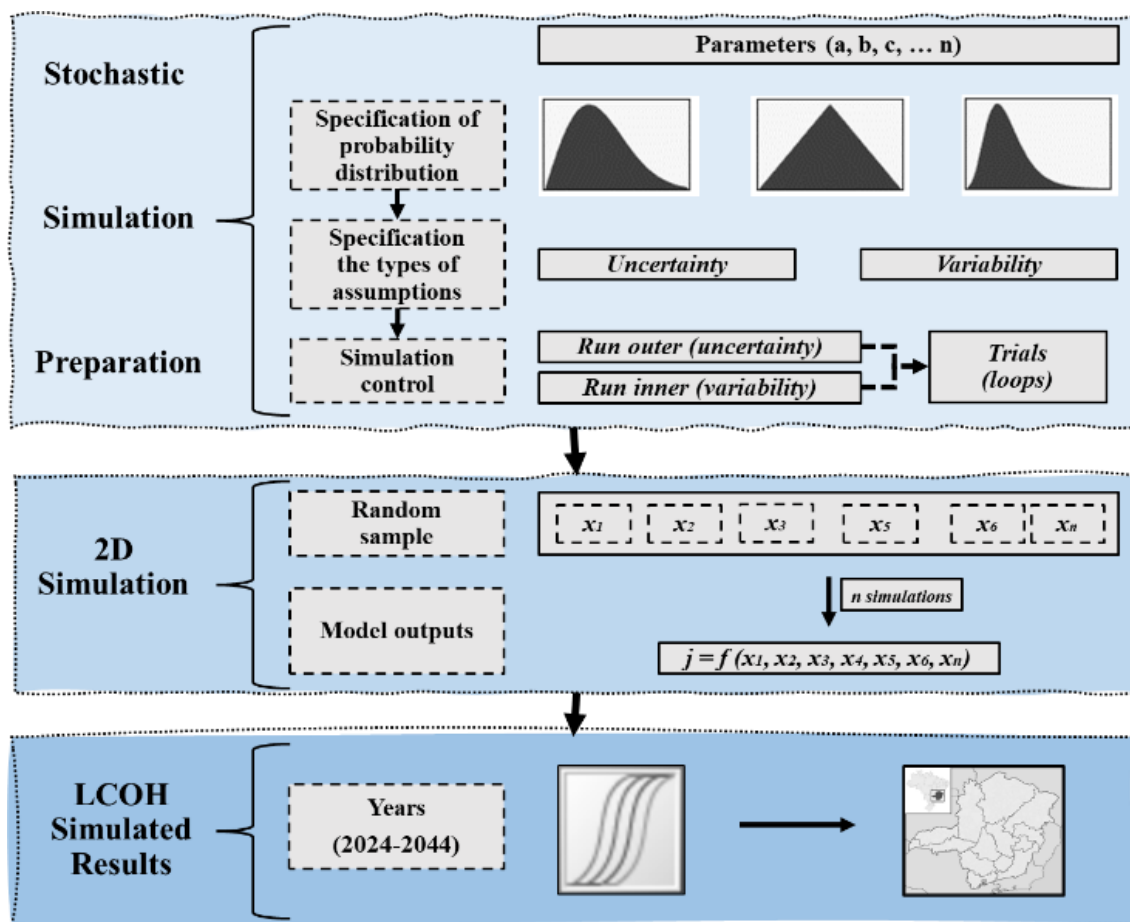 Stochastic
Simulation
Preparation
Parameters (a, b, c, … n)
Specification of
probability
distribution
Specification
the types of
assumptions
Uncertainty
Variability
Simulation
control
Run outer (uncertainty)
Run inner (variability)
Trials
(loops)
2D
Simulation
Random
sample
x1 x2 x3 x5 x6 xn
n simulations
Model outputs
j = f (x1, x2, x3, x4, x5, x6, xn)
LCOH
Simulated
Results
Years
(2024-2044)